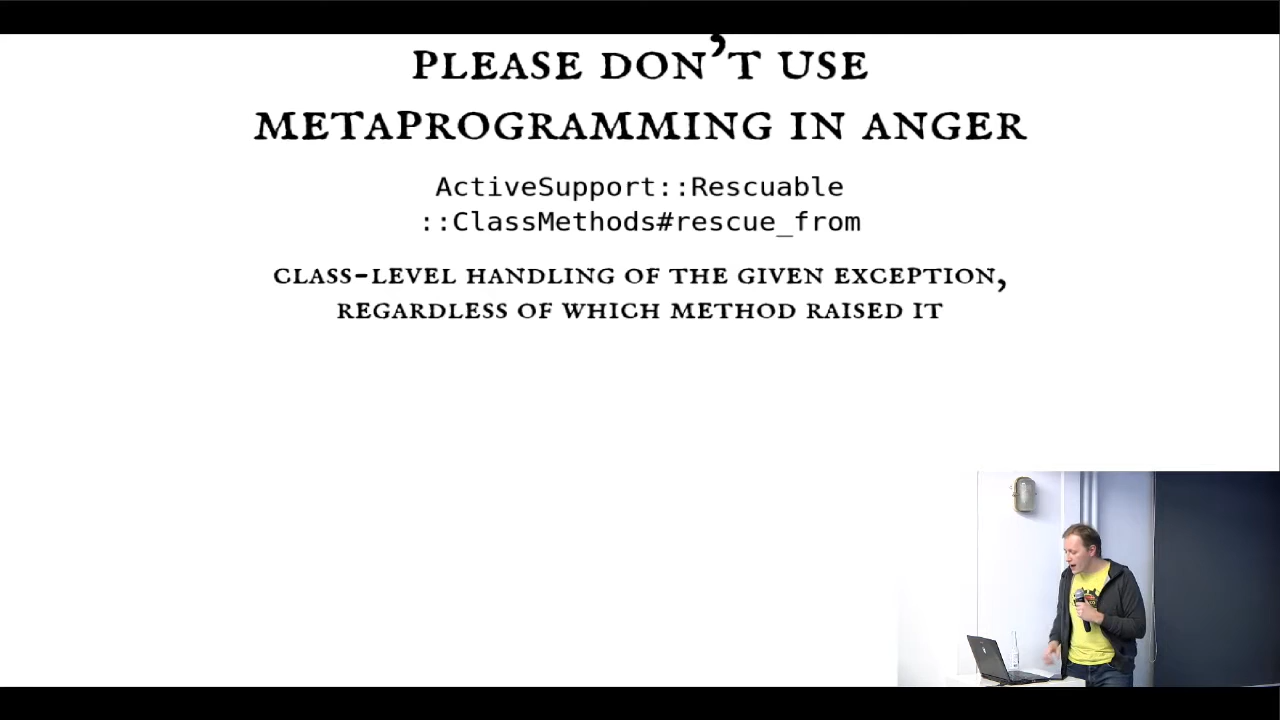 PLEASE DON'T USE
METAPROGRAMMING IN ANGER
ActiveSupport::Rescuable
::ClassMethods#rescue_from
CLASS-LEVEL HANDLING OF THE GIVEN EXCEPTION,
REGARDLESS OF WHICH METHOD RAISED IT